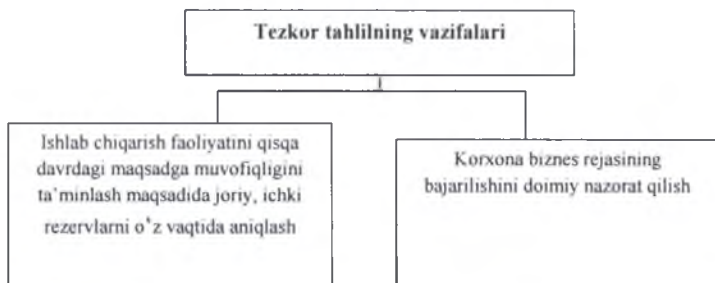 Tezkor tahlilning vazifalari
Ishlab chiqarish faoliyatini qisqa
davrdagi maqsadga muvofiqligini
ta'minlash maqsadida joriy, ichki
rezervlarni o‘z vaqtida aniqlash
Korxona biznes rejasining
bajarilishini doimiy nazorat qilish